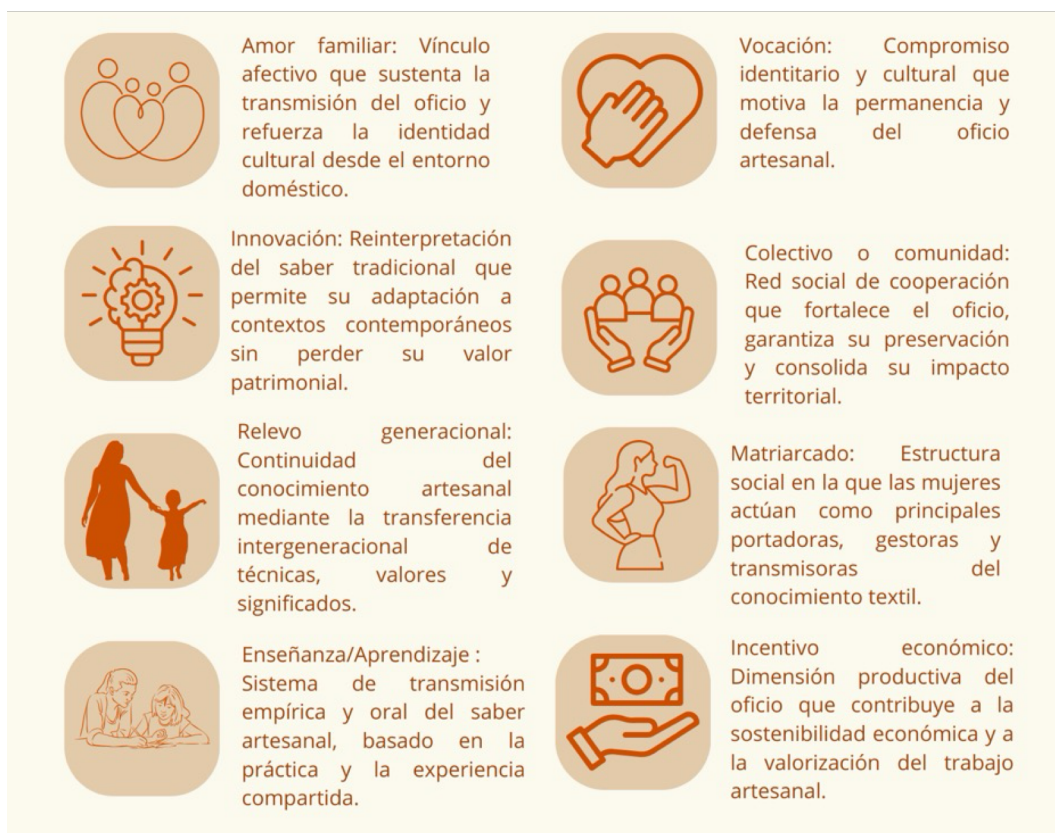 Amor familiar: Vínculo
afectivo que sustenta la
transmisión del oficio y
refuerza la identidad
cultural desde el entorno
doméstico.
Vocación: Compromiso
identitario y cultural que
motiva la permanencia y
defensa del oficio
artesanal.
Innovación: Reinterpretación
del saber tradicional que
permite su adaptación a
contextos contemporáneos
sin perder su valor
patrimonial.
Colectivo o comunidad:
Red social de cooperación
que fortalece el oficio,
garantiza su preservación
y consolida su impacto
territorial.
Relevo generacional:
Continuidad del
conocimiento artesanal
mediante la transferencia
intergeneracional de
técnicas, valores y
significados.
Matriarcado: Estructura
social en la que las mujeres
actúan como principales
portadoras, gestoras y
transmisoras del
conocimiento textil.
Enseñanza/Aprendizaje :
Sistema de transmisión
empírica y oral del saber
artesanal, basado en la
práctica y la experiencia
compartida.
Incentivo económico:
Dimensión productiva del
oficio que contribuye a la
sostenibilidad económica y a
la valorización del trabajo
artesanal.